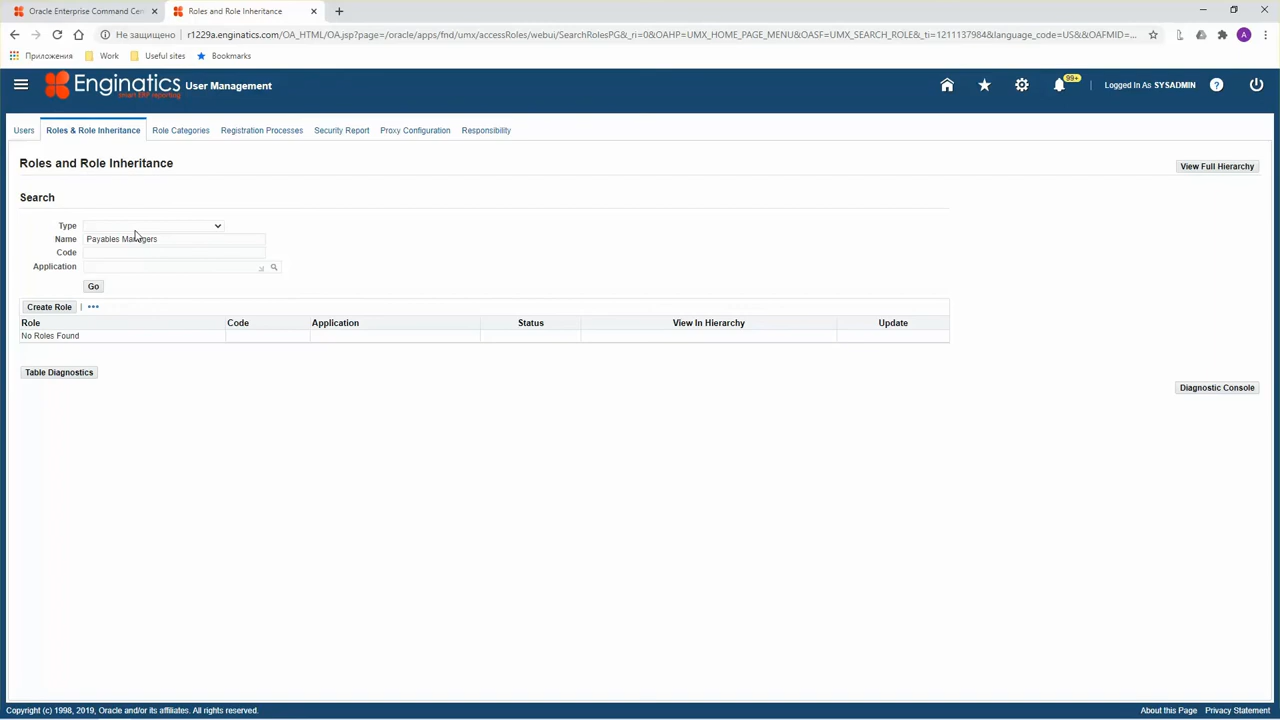 Oracle Enterprise Command Cen
Roles and Role Inheritance
Не защищено | r1229a.enginatics.com/OA_HTML/OA.jsp?page=/oracle/apps/fnd/umx/accessRoles/webui/SearchRolesPG&_ri=0&OAHP=UMX_HOME_PAGE_MENU&OASF=UMX_SEARCH_ROLE&_ti=1211137984&language_code=US&&OAFMID=...
A
Приложения Work Useful sites Bookmarks
Enginatics User Management
smart ERP reporting
99+
Logged In As SYSADMIN
Users Roles & Role Inheritance Role Categories Registration Processes Security Report Proxy Configuration Responsibility
Roles and Role Inheritance
View Full Hierarchy
Search
Type
Name Payables Managers
Code
Application
Go
Create Role | •••
Role Code Application Status View In Hierarchy Update
No Roles Found
Table Diagnostics
Diagnostic Console
Copyright (c) 1998, 2019, Oracle and/or its affiliates. All rights reserved.
About this Page Privacy Statement